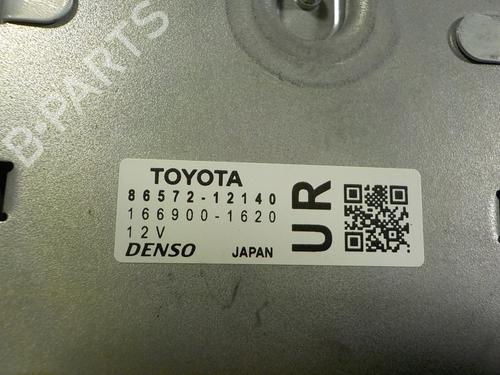 B-PARTS
TOYOTA
86572-12140
166900-1620
12V
DENSO JAPAN
UR